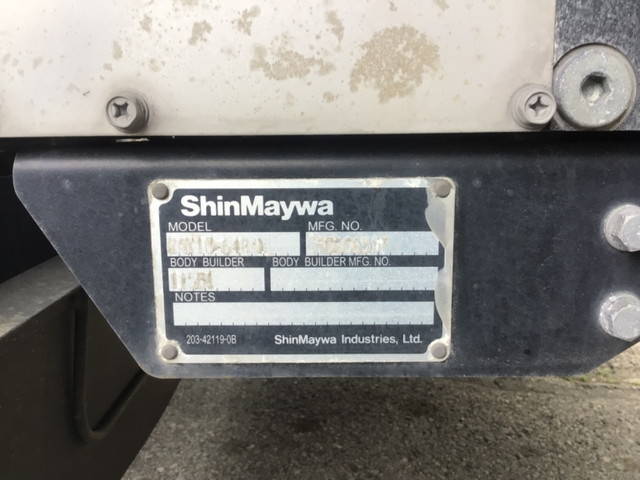 ShinMaywa
MODEL MFG. NO.
BODY BUILDER BODY BUILDER MFG. NO.
NOTES
203-42119-0B ShinMaywa Industries, Ltd.